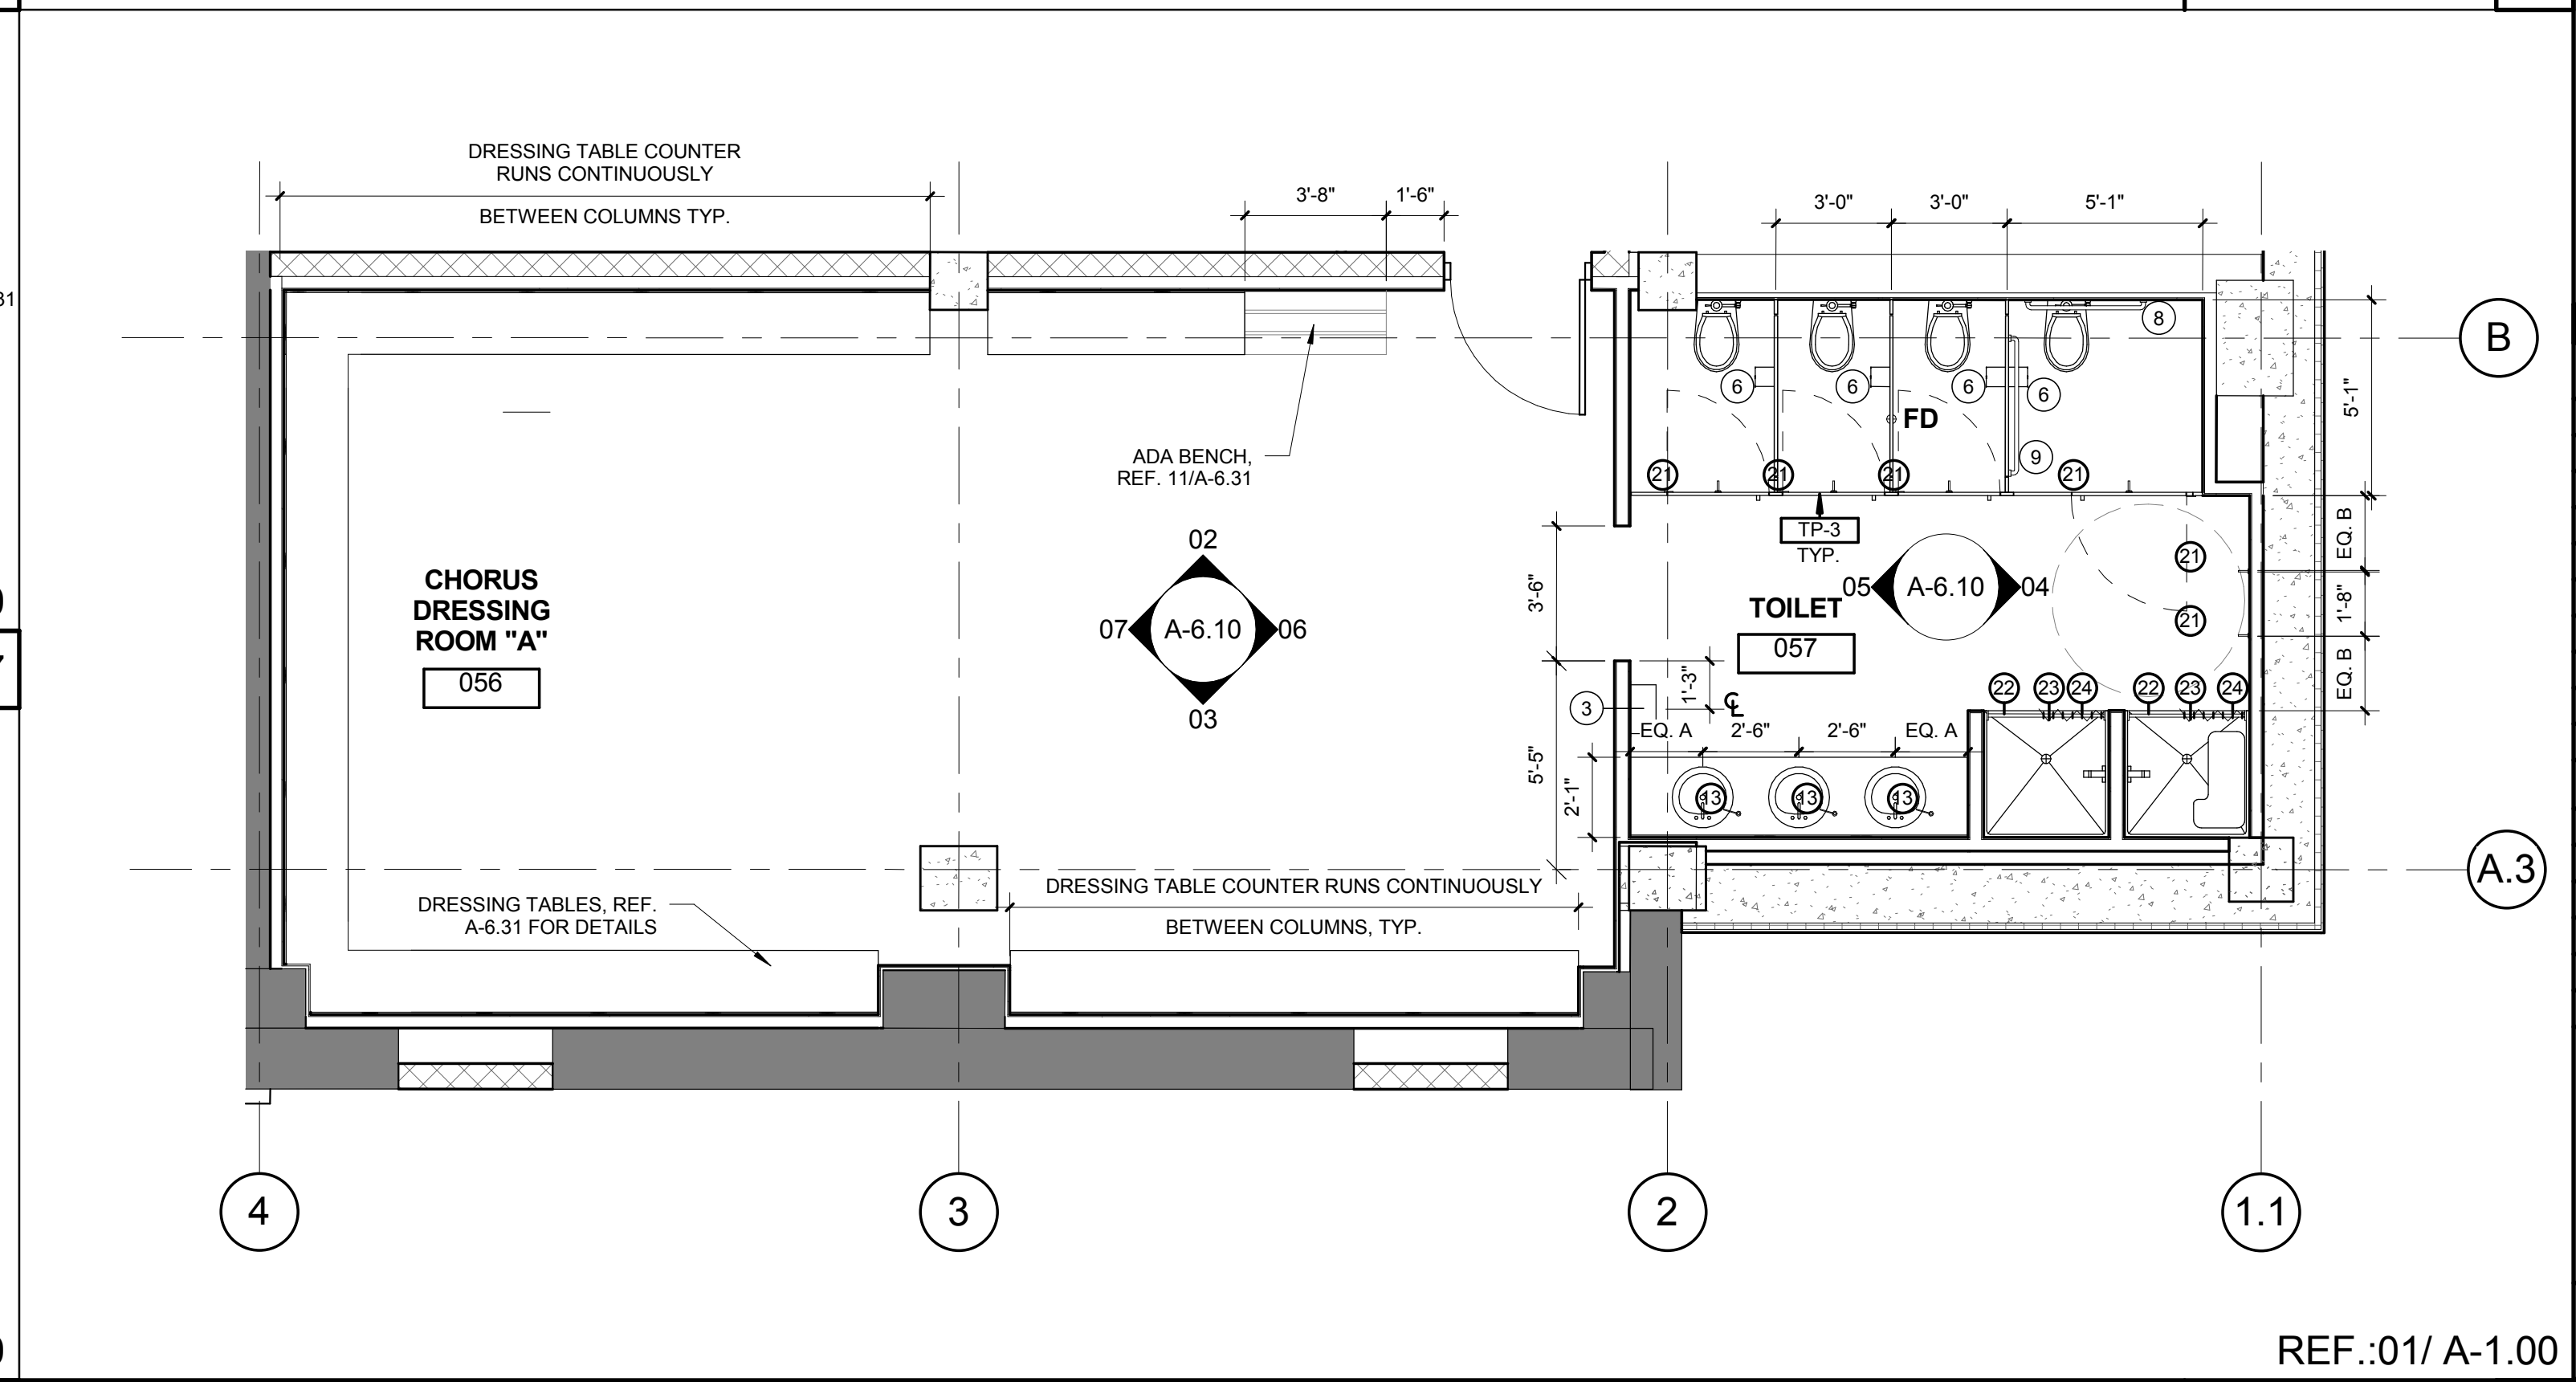 DRESSING TABLE COUNTER
RUNS CONTINUOUSLY
BETWEEN COLUMNS TYP.
3'-8"
1'-6"
3'-0"
3'-0"
5'-1"
31
8
B
6
6
6
6
5'-1"
FD
ADA BENCH,
REF. 11/A-6.31
9
21
21
21
21
TP-3
TYP.
EQ. B
02
07
A-6.10
06
03
CHORUS
DRESSING
ROOM "A"
056
3'-6"
05
A-6.10
04
TOILET
057
21
21
1'-8"
EQ. B
1'-3"
3
22
23
24
22
23
24
EQ. A
2'-6"
2'-6"
EQ. A
5'-5"
2'-1"
13
13
13
A.3
DRESSING TABLE COUNTER RUNS CONTINUOUSLY
BETWEEN COLUMNS, TYP.
DRESSING TABLES, REF.
A-6.31 FOR DETAILS
4
3
2
1.1
REF.:01/ A-1.00